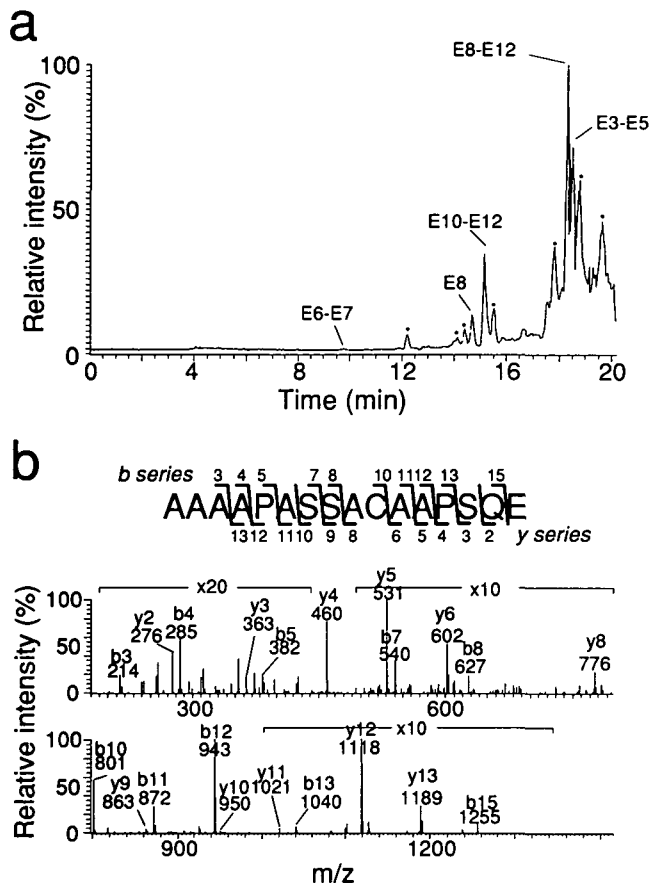 a
Relative intensity (%)
100
50
0
E8-E12
E3-E5
E10-E12
E8
E6-E7
0 4 8 12 16 20
Time (min)
b
b series 3 4 5 7 8 10 11 12 13 15
AAAAPASSACAAPSQE
13 12 11 10 9 8 6 5 4 3 2 y series
Relative intensity (%)
x20 x10
100
50
0
b3
214
y2
276
b4
285
y3
363
b5
382
y4
460
y5
531
b7
540
y6
602
b8
627
y8
776
300 600
x10
100
50
0
b10
801
y9
863
b11
872
b12
943
y10
950
y11
1021
b13
1040
y12
1118
y13
1189
b15
1255
900 1200
m/z